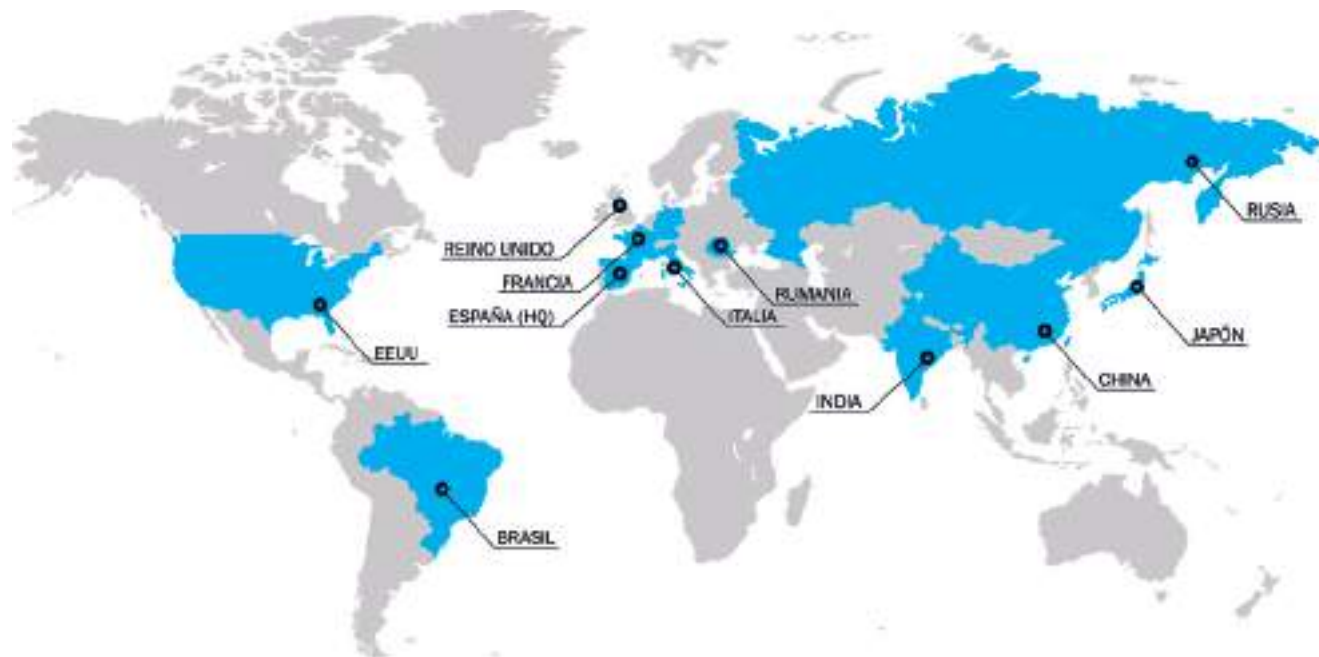 REINO UNIDO
FRANCIA
ESPAÑA (HQ)
ITALIA
RUMANIA
RUSIA
JAPÓN
CHINA
INDIA
EEUU
BRASIL